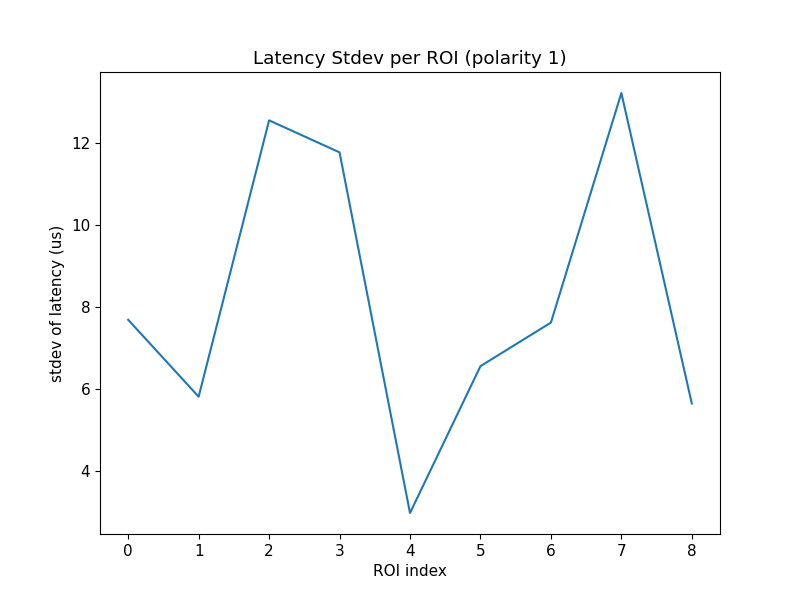 Latency Stdev per ROI (polarity 1)
stdev of latency (us)
12
10
8
6
4
0 1 2 3 4 5 6 7 8
ROI index